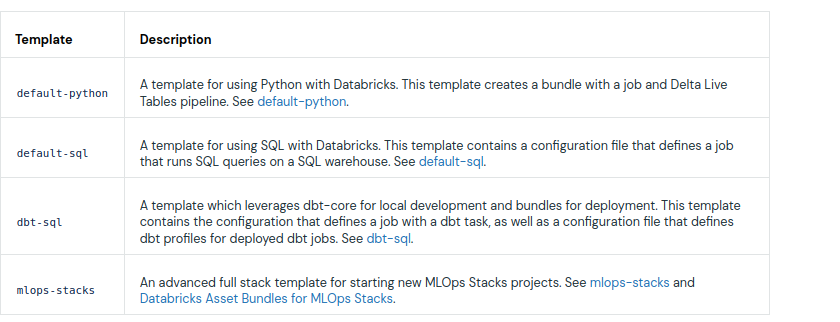 Template Description
default-python A template for using Python with Databricks. This template creates a bundle with a job and Delta Live
Tables pipeline. See default-python.
default-sql A template for using SQL with Databricks. This template contains a configuration file that defines a job
that runs SQL queries on a SQL warehouse. See default-sql.
A template which leverages dbt-core for local development and bundles for deployment. This template
dbt-sql contains the configuration that defines a job with a dbt task, as well as a configuration file that defines
dbt profiles for deployed dbt jobs. See dbt-sql.
mlops-stacks An advanced full stack template for starting new MLOps Stacks projects. See mlops-stacks and
Databricks Asset Bundles for MLOps Stacks.